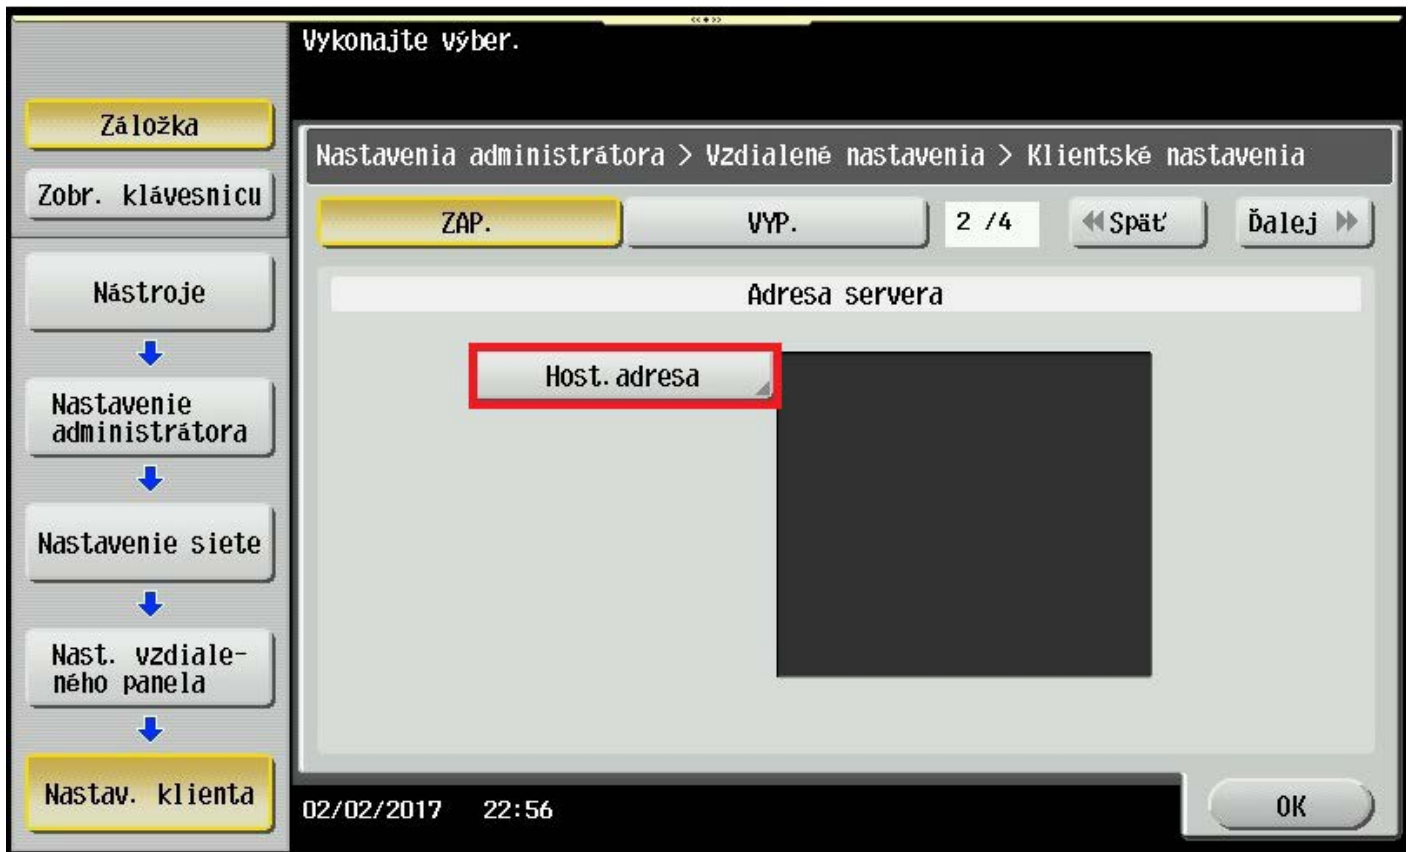 Vykonajte výber.
Záložka
Zobr. klávesnicu
Nástroje
Nastavenie
administrátora
Nastavenie siete
Nast. vzdiale-
ného panela
Nastav. klienta
Nastavenia administrátora > Vzdialené nastavenia > Klientské nastavenia
ZAP. VYP. 2 /4 Späť Ďalej
Adresa servera
Host.adresa
02/02/2017 22:56
OK